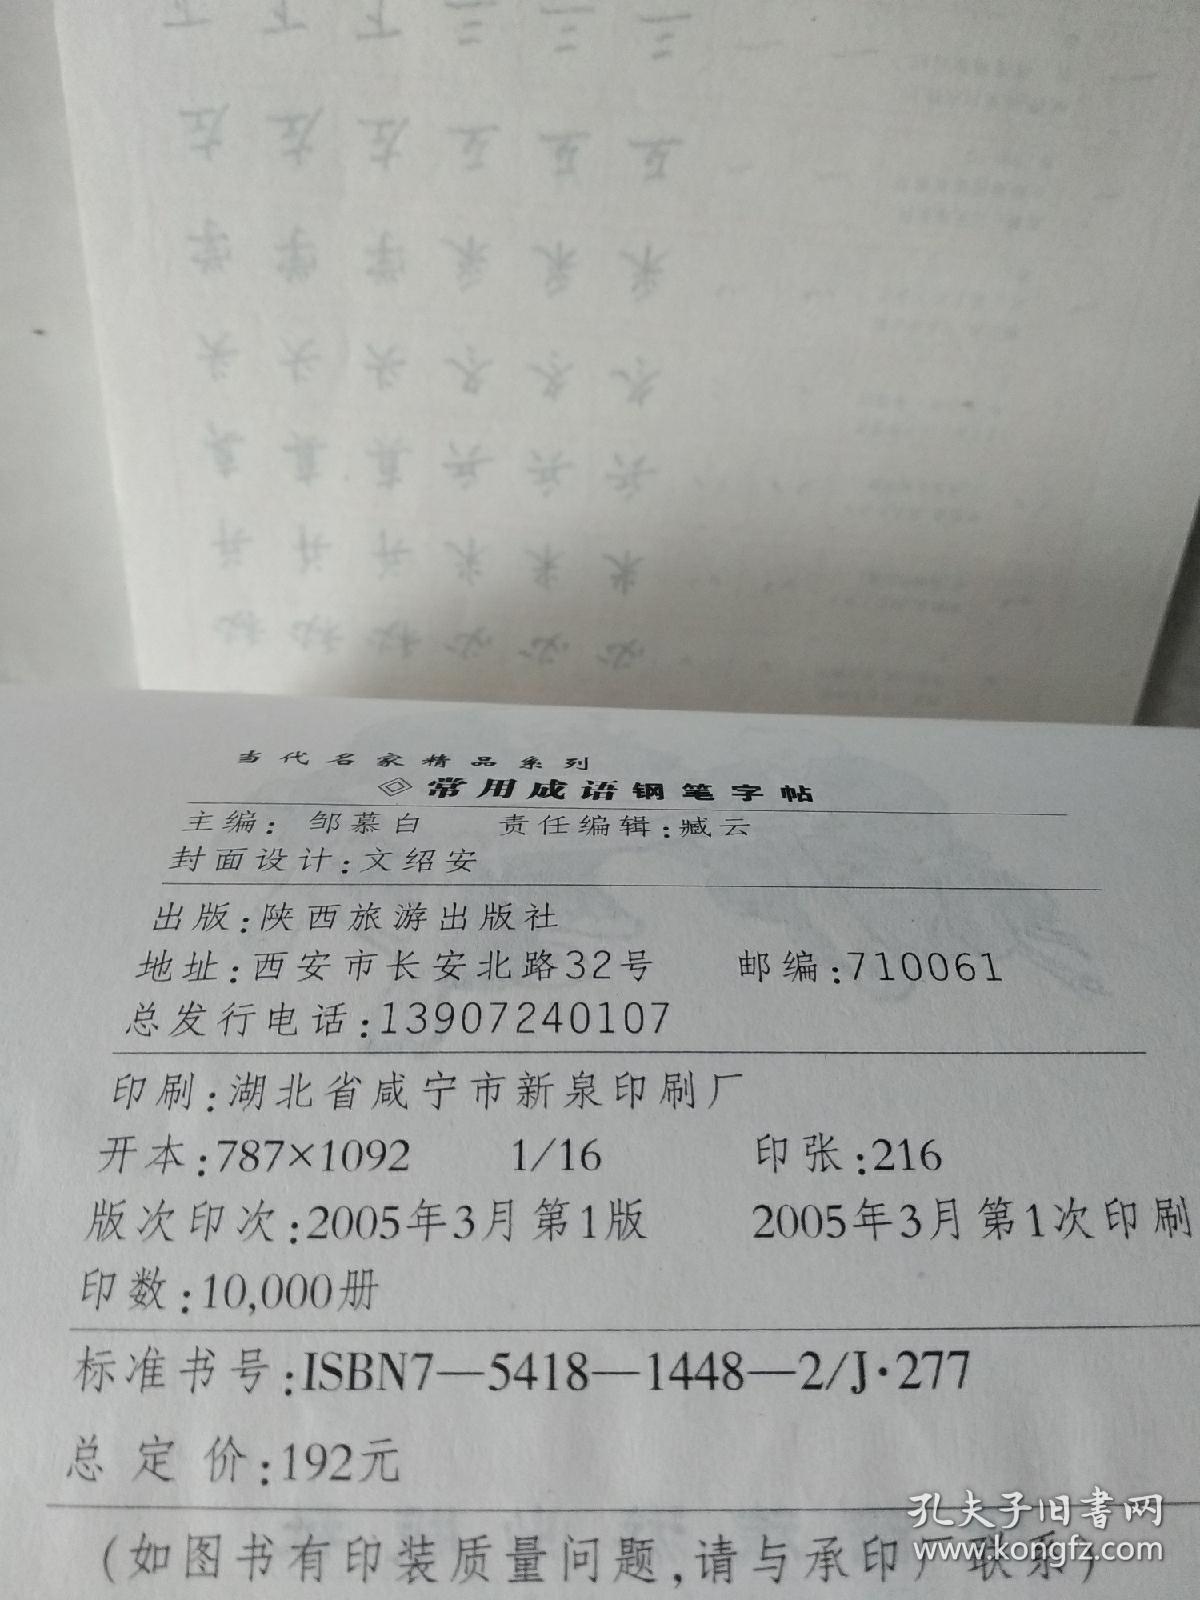 当代名家精品系列
常用成语钢笔字帖
主编: 邹慕白 责任编辑:臧云
封面设计:文绍安
出版:陕西旅游出版社
地址:西安市长安北路32号 邮编:710061
总发行电话:13907240107
印刷:湖北省咸宁市新泉印刷厂
开本:787×1092 1/16 印张:216
版次印次:2005年3月第1版 2005年3月第1次印刷
印数:10,000册
标准书号:ISBN7—5418—1448—2/J·277
总定价:192元
(如图书有印装质量问题,请与承印厂联系)
孔夫子旧书网
www.kongfz.com